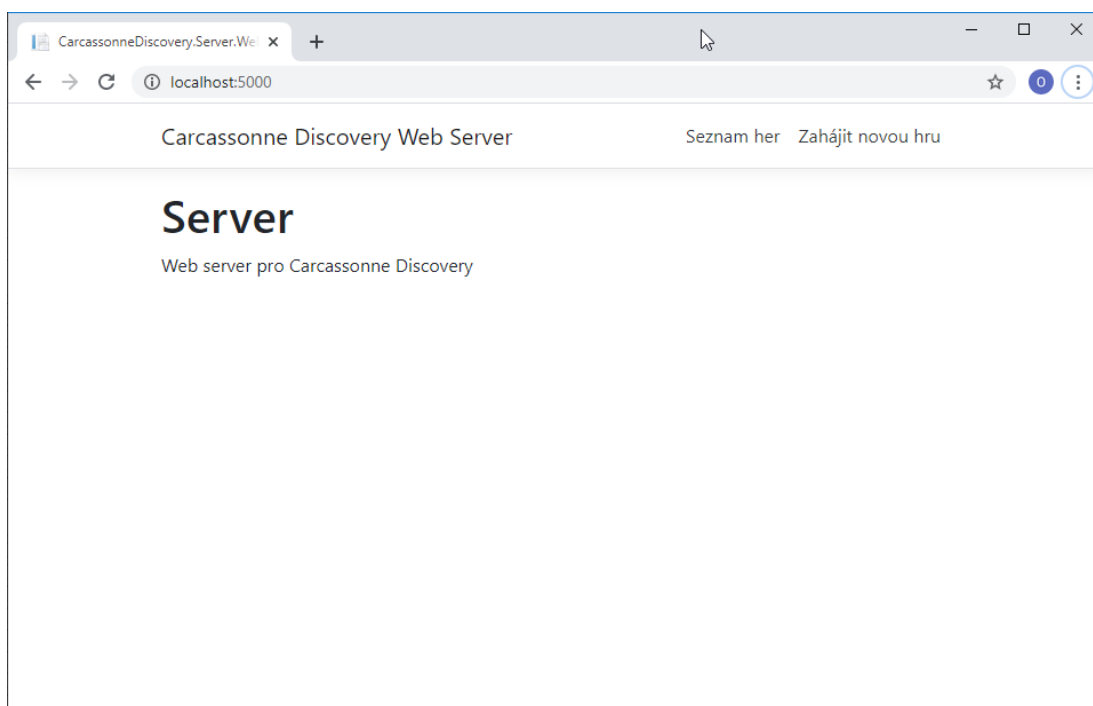 CarcassonneDiscovery.Server.We
localhost:5000
O
Carcassonne Discovery Web Server
Seznam her Zahájit novou hru
Server
Web server pro Carcassonne Discovery